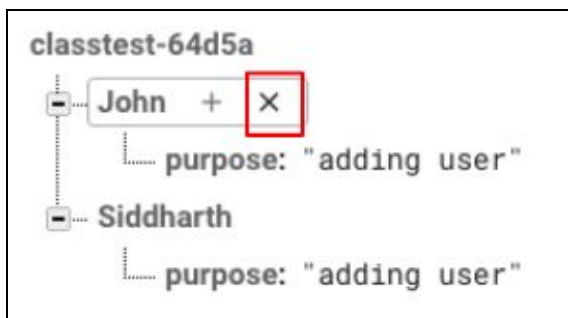 classtest-64d5a
John + ×
purpose: "adding user"
Siddharth
purpose: "adding user"